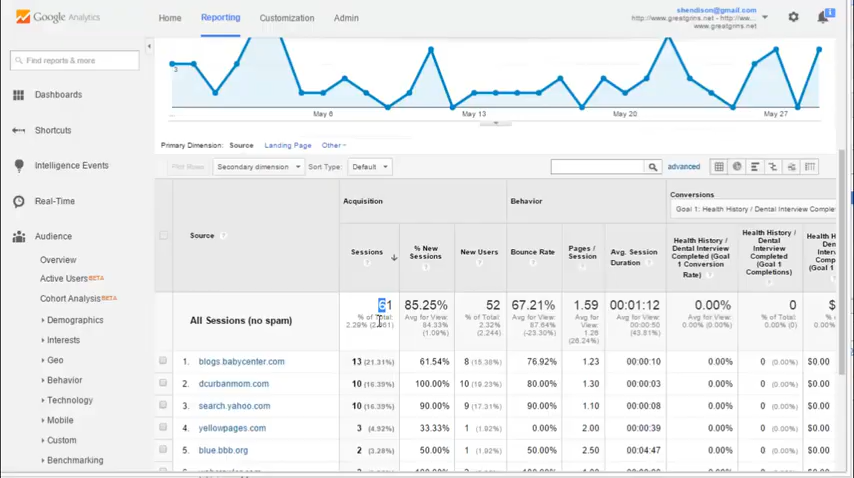 Google Analytics
Home Reporting Customization Admin
shendison@gmail.com
http://www.greatgrins.net - http://www...
www.greatgrins.net
1
Find reports & more
Dashboards
Shortcuts
Intelligence Events
Real-Time
Audience
Overview
Active Users BETA
Cohort Analysis BETA
Demographics
Interests
Geo
Behavior
Technology
Mobile
Custom
Benchmarking
3
... May 6 May 13 May 20 May 27
Primary Dimension: Source Landing Page Other
Plot Rows Secondary dimension Sort Type: Default advanced
Source ?
Acquisition Behavior Conversions
Goal 1: Health History / Dental Interview Complete
Sessions ?
% New Sessions ?
New Users ?
Bounce Rate ?
Pages / Session ?
Avg. Session Duration ?
Health History / Dental Interview Completed (Goal 1 Conversion Rate) ?
Health History / Dental Interview Completed (Goal 1 Completions) ?
All Sessions (no spam)
61 85.25% 52 67.21% 1.59 00:01:12 0.00% 0 $
% of Total: 2.29%
Avg for View: 84.33% (1.09%)
% of Total: 2.32% (2,244)
Avg for View: 87.64% (-23.30%)
Avg for View: 1.26 (26.24%)
Avg for View: 00:00:50 (43.81%)
Avg for View: 0.00% (0.00%)
% of Total: 0.00% (0)
1. blogs.babycenter.com 13 (21.31%) 61.54% 8 (15.38%) 76.92% 1.23 00:00:10 0.00% 0 (0.00%) $0.00
2. dcurbanmom.com 10 (16.39%) 100.00% 10 (19.23%) 80.00% 1.30 00:00:03 0.00% 0 (0.00%) $0.00
3. search.yahoo.com 10 (16.39%) 90.00% 9 (17.31%) 90.00% 1.10 00:00:08 0.00% 0 (0.00%) $0.00
4. yellowpages.com 3 (4.92%) 33.33% 1 (1.92%) 0.00% 2.00 00:00:39 0.00% 0 (0.00%) $0.00
5. blue.bbb.org 2 (3.28%) 50.00% 1 (1.92%) 50.00% 2.50 00:04:47 0.00% 0 (0.00%) $0.00